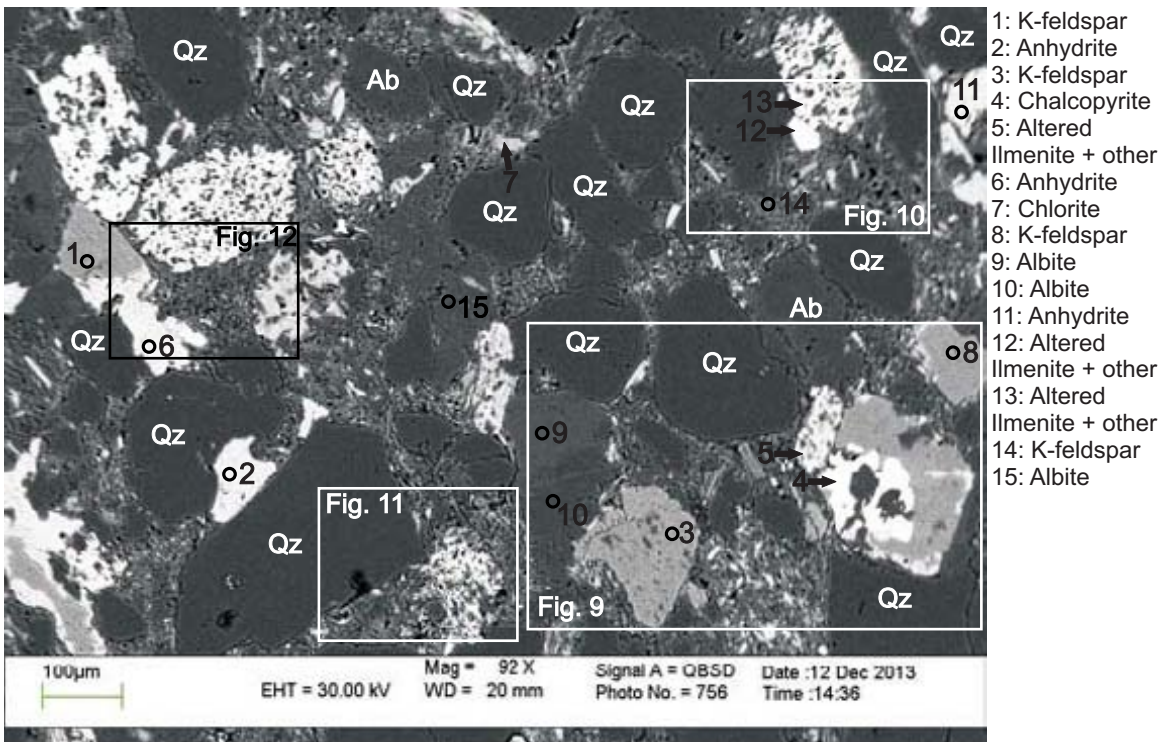 Qz
Ab
Qz
Qz
Qz
Qz
13
12
11
7
Qz
Qz
14
Fig. 10
Fig. 12
1
15
Qz
Ab
Qz
6
Qz
Qz
8
Qz
9
5
4
2
10
3
Fig. 11
Qz
Fig. 9
Qz
100µm
EHT = 30.00 kV
Mag = 92 X
WD = 20 mm
Signal A = QBSD
Photo No. = 756
Date :12 Dec 2013
Time :14:36
1: K-feldspar
2: Anhydrite
3: K-feldspar
4: Chalcopyrite
5: Altered
Ilmenite + other
6: Anhydrite
7: Chlorite
8: K-feldspar
9: Albite
10: Albite
11: Anhydrite
12: Altered
Ilmenite + other
13: Altered
Ilmenite + other
14: K-feldspar
15: Albite